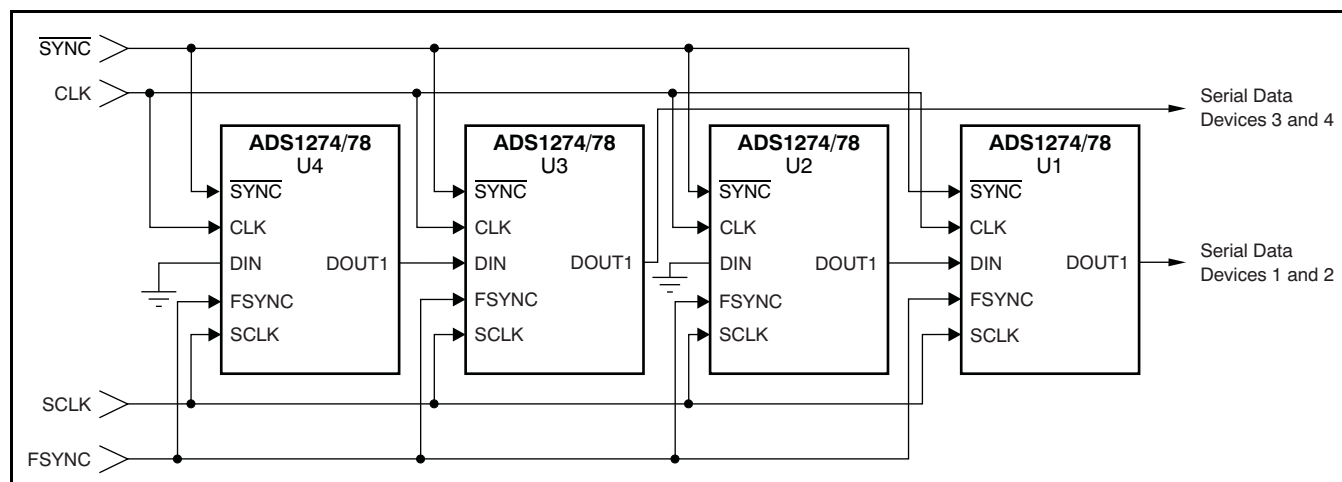 SYNC
CLK
Serial Data
Devices 3 and 4
ADS1274/78
U4
SYNC
CLK
DIN
DOUT1
FSYNC
SCLK
ADS1274/78
U3
SYNC
CLK
DIN
DOUT1
FSYNC
SCLK
ADS1274/78
U2
SYNC
CLK
DIN
DOUT1
FSYNC
SCLK
ADS1274/78
U1
SYNC
CLK
DIN
DOUT1
FSYNC
SCLK
Serial Data
Devices 1 and 2
SCLK
FSYNC